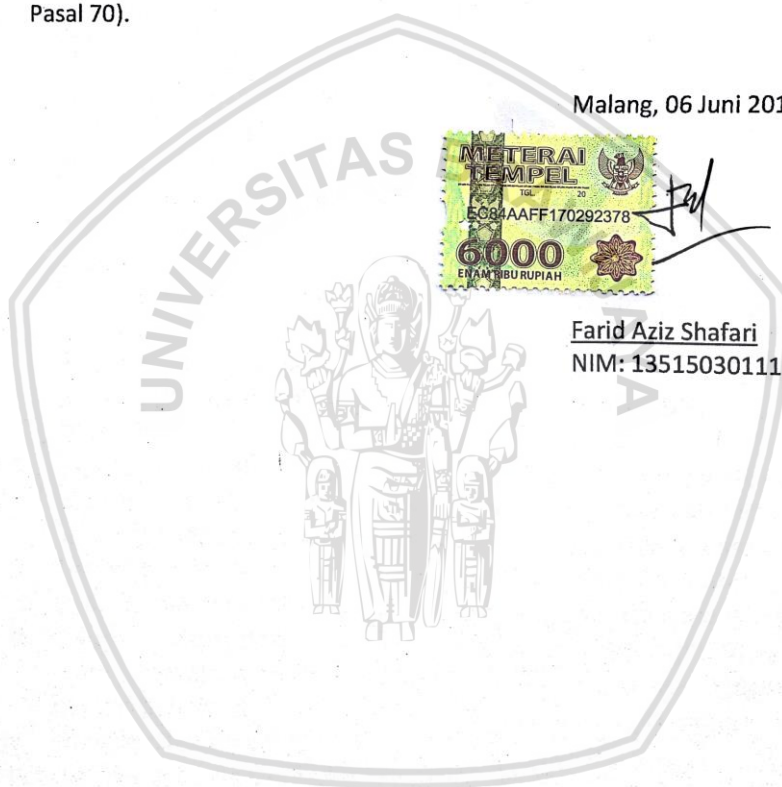 Pasal 70).
Malang, 06 Juni 201
METERAI
TEMPEL
TGL 20
EC84AAFF170292378
6000
ENAM RIBU RUPIAH
Farid Aziz Shafari
NIM: 13515030111
UNIVERSITAS